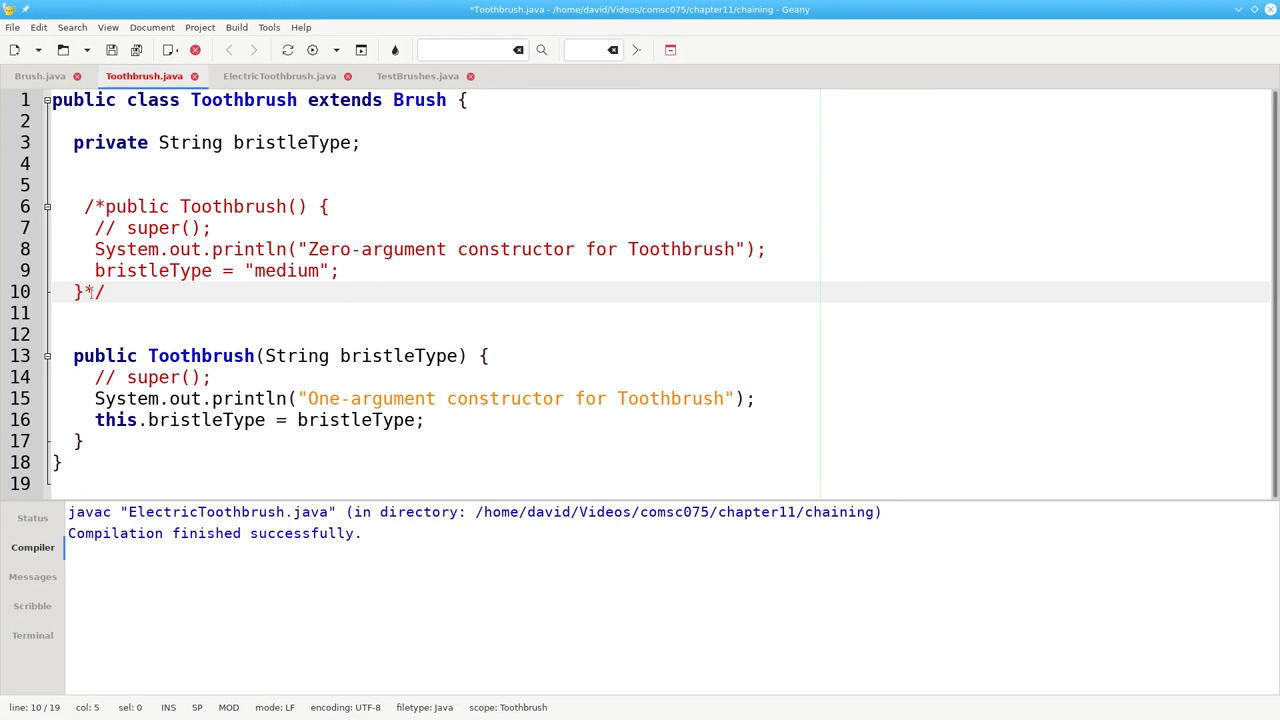 *Toothbrush.java - /home/david/Videos/comsc075/chapter11/chaining - Geany
File Edit Search View Document Project Build Tools Help
Brush.java Toothbrush.java ElectricToothbrush.java TestBrushes.java
1 public class Toothbrush extends Brush {
2
3 private String bristleType;
4
5
6 /*public Toothbrush() {
7 // super();
8 System.out.println("Zero-argument constructor for Toothbrush");
9 bristleType = "medium";
10 }*/
11
12
13 public Toothbrush(String bristleType) {
14 // super();
15 System.out.println("One-argument constructor for Toothbrush");
16 this.bristleType = bristleType;
17 }
18 }
19
Status
Compiler
Messages
Scribble
Terminal
javac "ElectricToothbrush.java" (in directory: /home/david/Videos/comsc075/chapter11/chaining)
Compilation finished successfully.
line: 10 / 19 col: 5 sel: 0 INS SP MOD mode: LF encoding: UTF-8 filetype: Java scope: Toothbrush